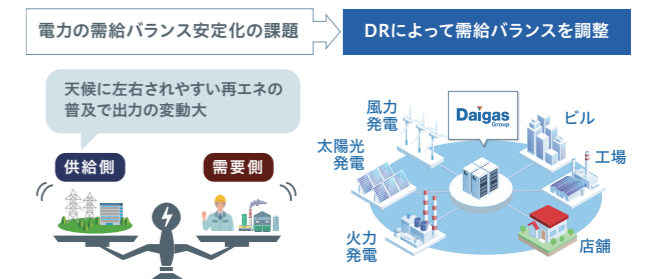 電力の需給バランス安定化の課題
DRによって需給バランスを調整
天候に左右されやすい再エネの
普及で出力の変動大
供給側
需要側
Daigas
Group
風力
発電
太陽光
発電
火力
発電
ビル
工場
店舗